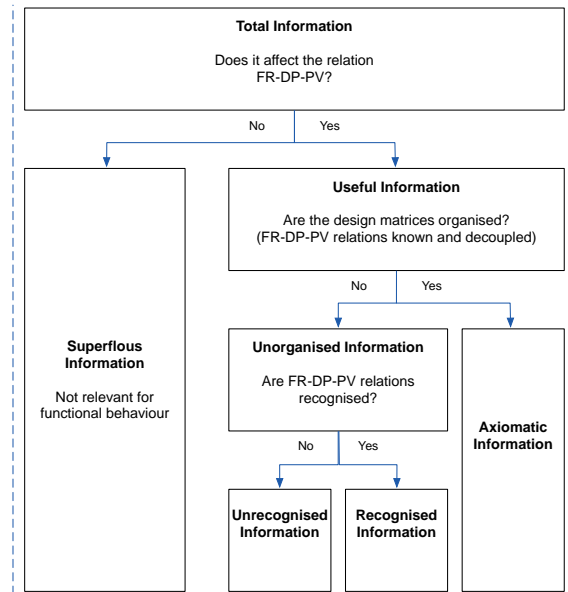 Total Information
Does it affect the relation
FR-DP-PV?
No
Yes
Useful Information
Are the design matrices organised?
(FR-DP-PV relations known and decoupled)
No
Yes
Superflous
Information
Not relevant for
functional behaviour
Unorganised Information
Are FR-DP-PV relations
recognised?
Axiomatic
Information
No
Yes
Unrecognised
Information
Recognised
Information